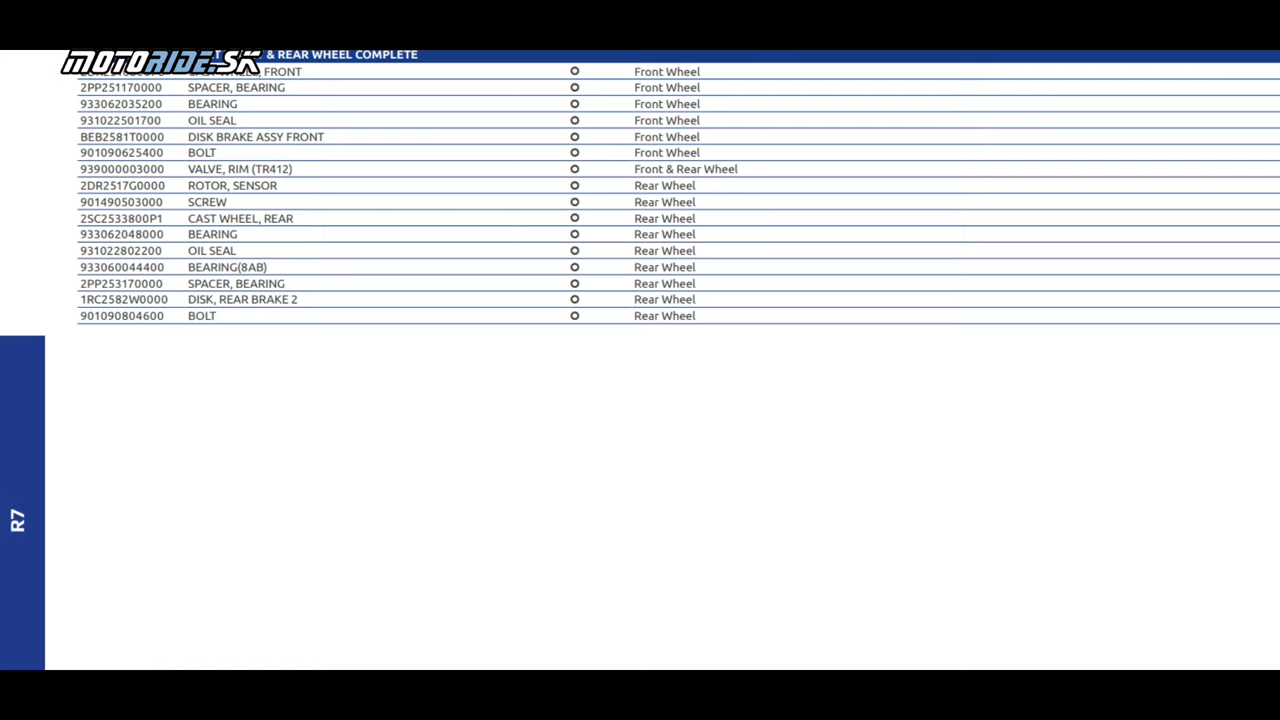 MOTORIDE.SK
& REAR WHEEL COMPLETE
CAST WHEEL, FRONT Front Wheel
2PP251170000 SPACER, BEARING Front Wheel
933062035200 BEARING Front Wheel
931022501700 OIL SEAL Front Wheel
BEB2581T0000 DISK BRAKE ASSY FRONT Front Wheel
901090625400 BOLT Front Wheel
939000003000 VALVE, RIM (TR412) Front & Rear Wheel
2DR2517G0000 ROTOR, SENSOR Rear Wheel
901490503000 SCREW Rear Wheel
2SC2533800P1 CAST WHEEL, REAR Rear Wheel
933062048000 BEARING Rear Wheel
931022802200 OIL SEAL Rear Wheel
933060044400 BEARING(8AB) Rear Wheel
2PP253170000 SPACER, BEARING Rear Wheel
1RC2582W0000 DISK, REAR BRAKE 2 Rear Wheel
901090804600 BOLT Rear Wheel
R7